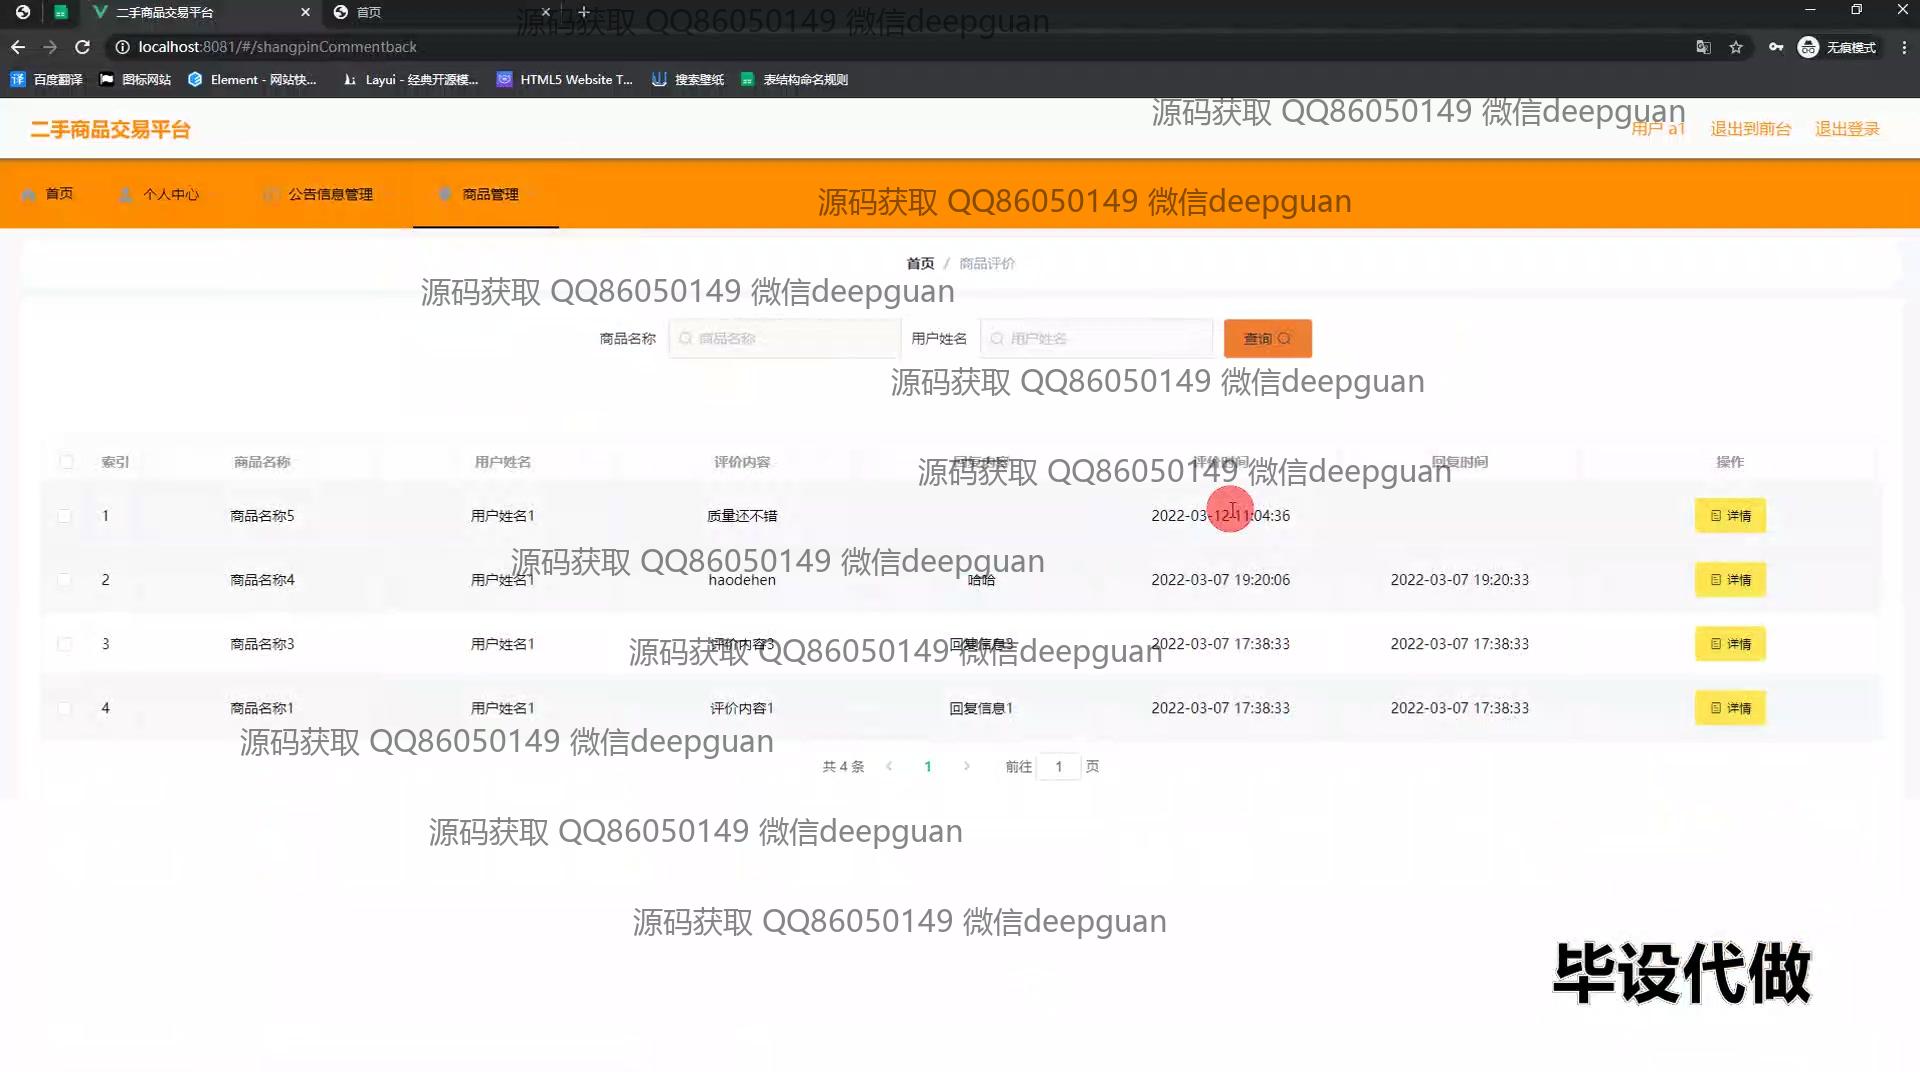 二手商品交易平台
首页
源码获取 QQ86050149 微信deepguan
localhost:8081/#/shangpinCommentback
无痕模式
百度翻译
图标网站
Element - 网站快...
Layui - 经典开源模...
HTML5 Website T...
搜索壁纸
表结构命名规则
源码获取 QQ86050149 微信deepguan
二手商品交易平台
用户 a1
退出到前台
退出登录
首页
个人中心
公告信息管理
商品管理
源码获取 QQ86050149 微信deepguan
首页 / 商品评价
源码获取 QQ86050149 微信deepguan
商品名称 商品名称 用户姓名 用户姓名 查询
源码获取 QQ86050149 微信deepguan
索引 商品名称 用户姓名 评价内容 回复内容 评价时间 回复时间 操作
源码获取 QQ86050149 微信deepguan
1 商品名称5 用户姓名1 质量还不错 2022-03-12 11:04:36 详情
源码获取 QQ86050149 微信deepguan
2 商品名称4 用户姓名1 haodehen 哈哈 2022-03-07 19:20:06 2022-03-07 19:20:33 详情
3 商品名称3 用户姓名1 评价内容3 回复信息3 2022-03-07 17:38:33 2022-03-07 17:38:33 详情
源码获取 QQ86050149 微信deepguan
4 商品名称1 用户姓名1 评价内容1 回复信息1 2022-03-07 17:38:33 2022-03-07 17:38:33 详情
源码获取 QQ86050149 微信deepguan
共 4 条 1 前往 1 页
源码获取 QQ86050149 微信deepguan
源码获取 QQ86050149 微信deepguan
毕设代做